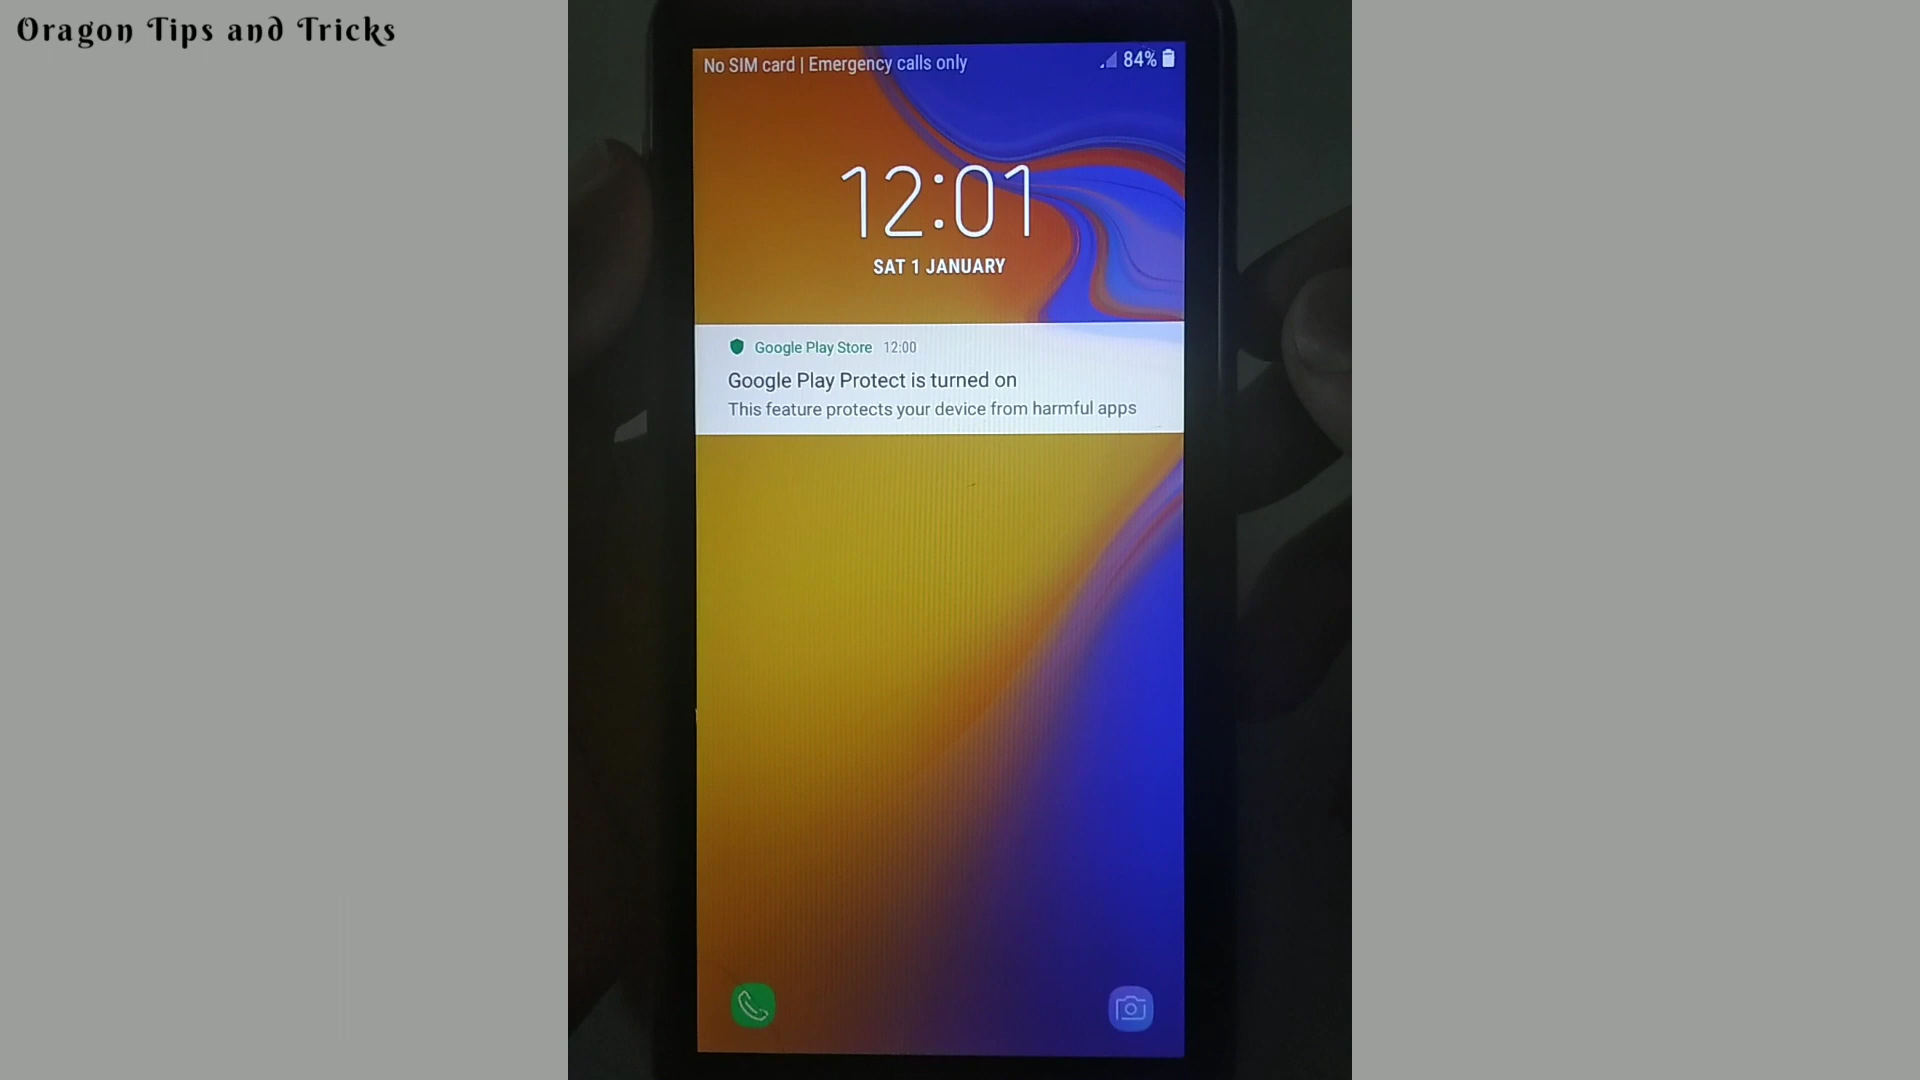 Oragon Tips and Tricks
No SIM card | Emergency calls only
84%
12:01
SAT 1 JANUARY
Google Play Store 12:00
Google Play Protect is turned on
This feature protects your device from harmful apps